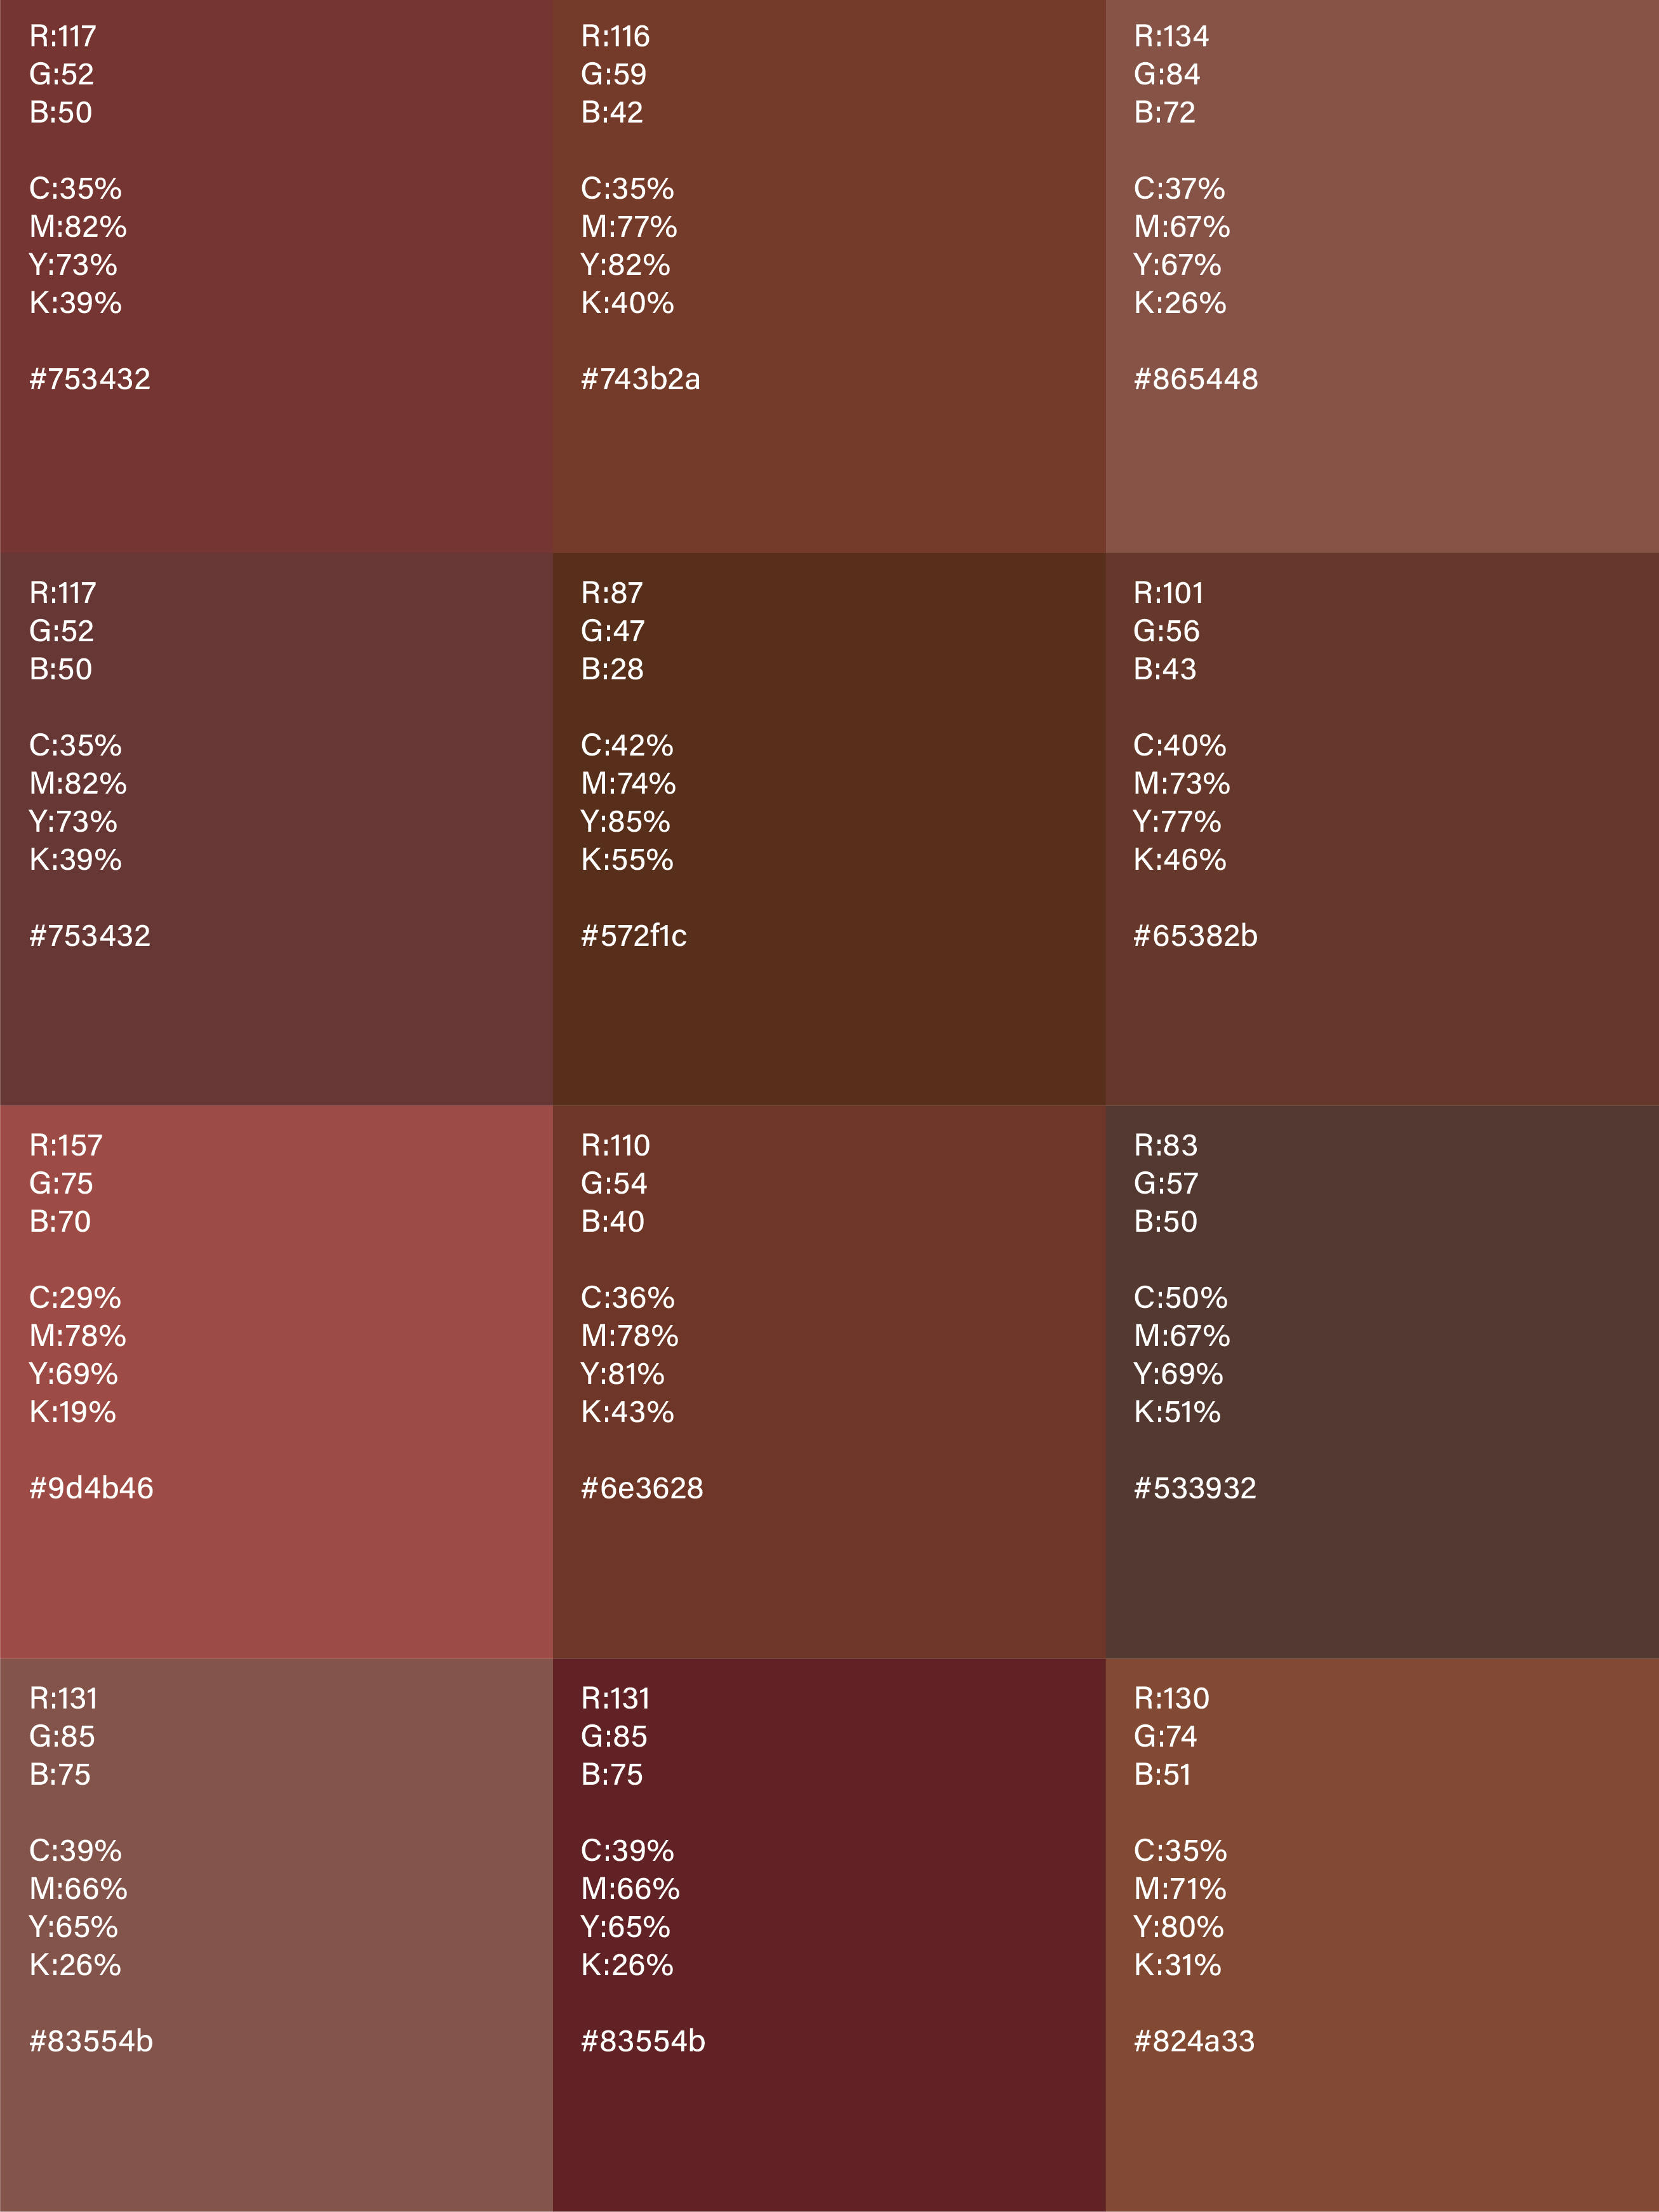 R:117
G:52
B:50
C:35%
M:82%
Y:73%
K:39%
#753432
R:116
G:59
B:42
C:35%
M:77%
Y:82%
K:40%
#743b2a
R:134
G:84
B:72
C:37%
M:67%
Y:67%
K:26%
#865448
R:117
G:52
B:50
C:35%
M:82%
Y:73%
K:39%
#753432
R:87
G:47
B:28
C:42%
M:74%
Y:85%
K:55%
#572f1c
R:101
G:56
B:43
C:40%
M:73%
Y:77%
K:46%
#65382b
R:157
G:75
B:70
C:29%
M:78%
Y:69%
K:19%
#9d4b46
R:110
G:54
B:40
C:36%
M:78%
Y:81%
K:43%
#6e3628
R:83
G:57
B:50
C:50%
M:67%
Y:69%
K:51%
#533932
R:131
G:85
B:75
C:39%
M:66%
Y:65%
K:26%
#83554b
R:131
G:85
B:75
C:39%
M:66%
Y:65%
K:26%
#83554b
R:130
G:74
B:51
C:35%
M:71%
Y:80%
K:31%
#824a33